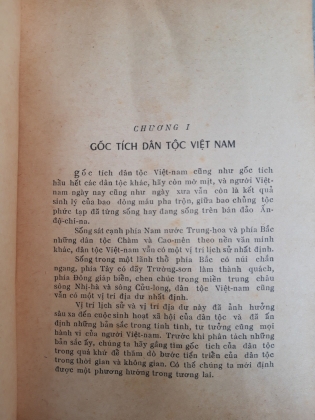 CHƯƠNG I
GỐC TÍCH DÂN TỘC VIỆT NAM
gốc tích dân tộc Việt-nam cũng như gốc tích
hầu hết các dân tộc khác, hãy còn mờ mịt, và người Việt-
nam ngày nay cũng như ngày xưa vẫn còn là kết quả
sinh lý của bao dòng máu pha trộn, giữa bao chủng tộc
phức tạp đã từng sống hay đang sống trên bán đảo Ấn-
độ-chi-na.
Sống sát cạnh phía Nam nước Trung-hoa và phía Bắc
những dân tộc Chàm và Cao-mên theo nền văn minh
khác, dân tộc Việt-nam vẫn có một vị trí lịch sử nhất định.
Sống trong một lãnh thổ phía Bắc có núi chắn
ngang, phía Tây có dãy Trường-sơn làm thành quách,
phía Đông giáp biển, chen chúc trong miền trung châu
sông Nhị-hà và sông Cửu-long, dân tộc Việt-nam cũng
vẫn có một vị trí địa dư nhất định.
Vị trí lịch sử và vị trí địa dư này đã ảnh hưởng
sâu xa đến cuộc sinh hoạt xã hội của dân tộc và đã ấn
định những bản sắc trong tính tình, tư tưởng cũng mọi
hành vi của người Việt-nam. Trước khi phân tách những
bản sắc ấy, chúng ta hãy gắng tìm gốc tích của dân tộc
trong quá khứ để thăm dò bước tiến triển của dân tộc
trong thời gian và không gian. Có thế chúng ta mới định
được một phương hướng trong tương lai.